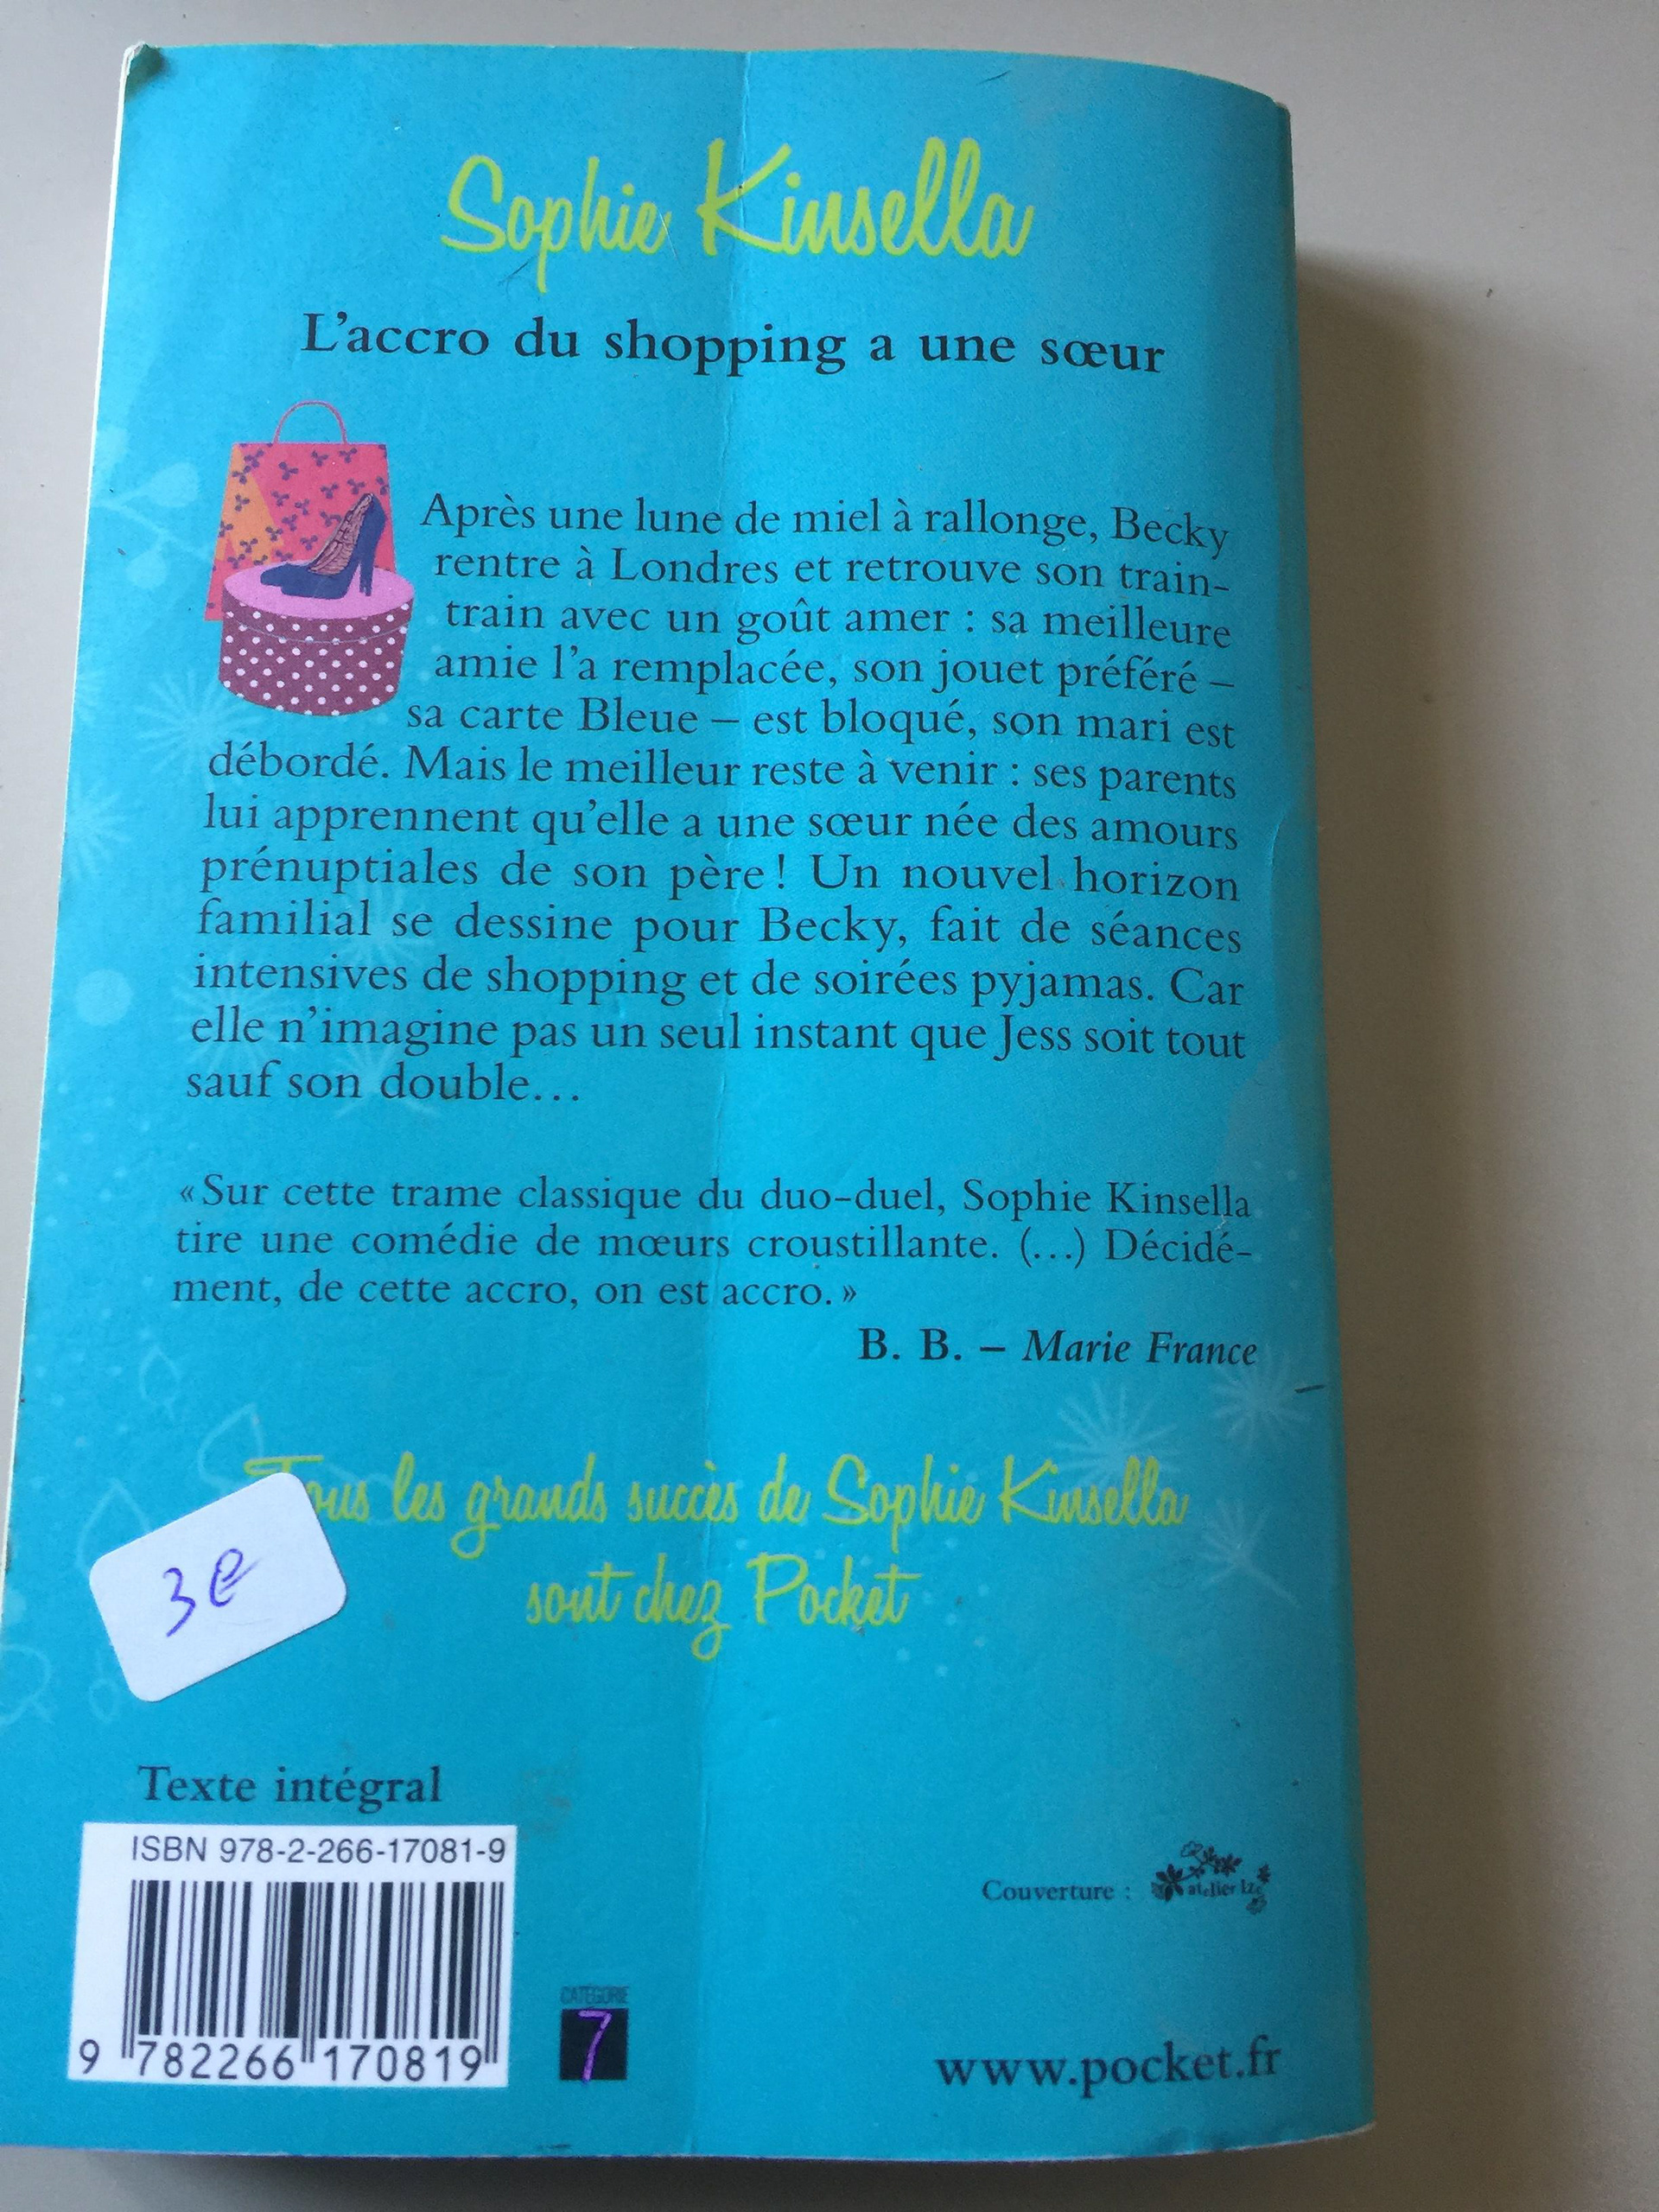 Sophie Kinsella
L'accro du shopping a une sœur
Après une lune de miel à rallonge, Becky
rentre à Londres et retrouve son train-
train avec un goût amer : sa meilleure
amie l'a remplacée, son jouet préféré –
sa carte Bleue – est bloqué, son mari est
débordé. Mais le meilleur reste à venir : ses parents
lui apprennent qu'elle a une sœur née des amours
prénuptiales de son père ! Un nouvel horizon
familial se dessine pour Becky, fait de séances
intensives de shopping et de soirées pyjamas. Car
elle n'imagine pas un seul instant que Jess soit tout
sauf son double...
« Sur cette trame classique du duo-duel, Sophie Kinsella
tire une comédie de mœurs croustillante. (...) Décidé-
ment, de cette accro, on est accro. »
B. B. – Marie France
Tous les grands succès de Sophie Kinsella
sont chez Pocket
3e
Texte intégral
ISBN 978-2-266-17081-9
9 782266 170819
CATÉGORIE
7
Couverture : atelier
www.pocket.fr